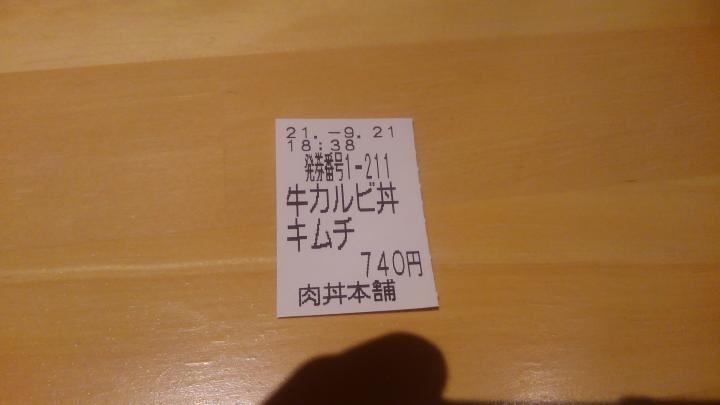 21.-9.21
18:38
発券番号1-211
牛カルビ丼
キムチ
740円
肉丼本舗